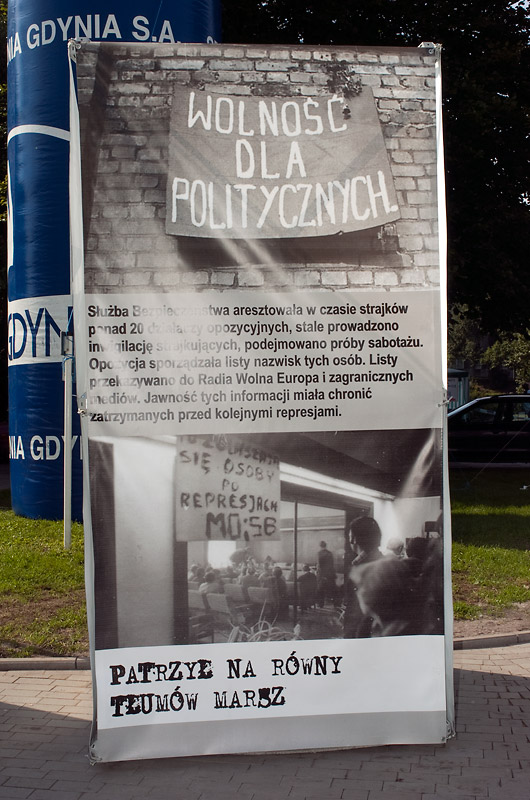 NIA GDYNIA S.A.
WOLNOŚĆ
DLA
POLITYCZNYCH.
Służba Bezpieczeństwa aresztowała w czasie strajków
ponad 20 działaczy opozycyjnych, stale prowadzono
inwigilację strajkujących, podejmowano próby sabotażu.
Opozycja sporządzała listy nazwisk tych osób. Listy
przekazywano do Radia Wolna Europa i zagranicznych
mediów. Jawność tych informacji miała chronić
zatrzymanych przed kolejnymi represjami.
GDYN
NIA GDY
SIĘ OSOBY
PO
REPRESJACH
MO;SB
PATRZYŁ NA RÓWNY
TŁUMÓW MARSZ